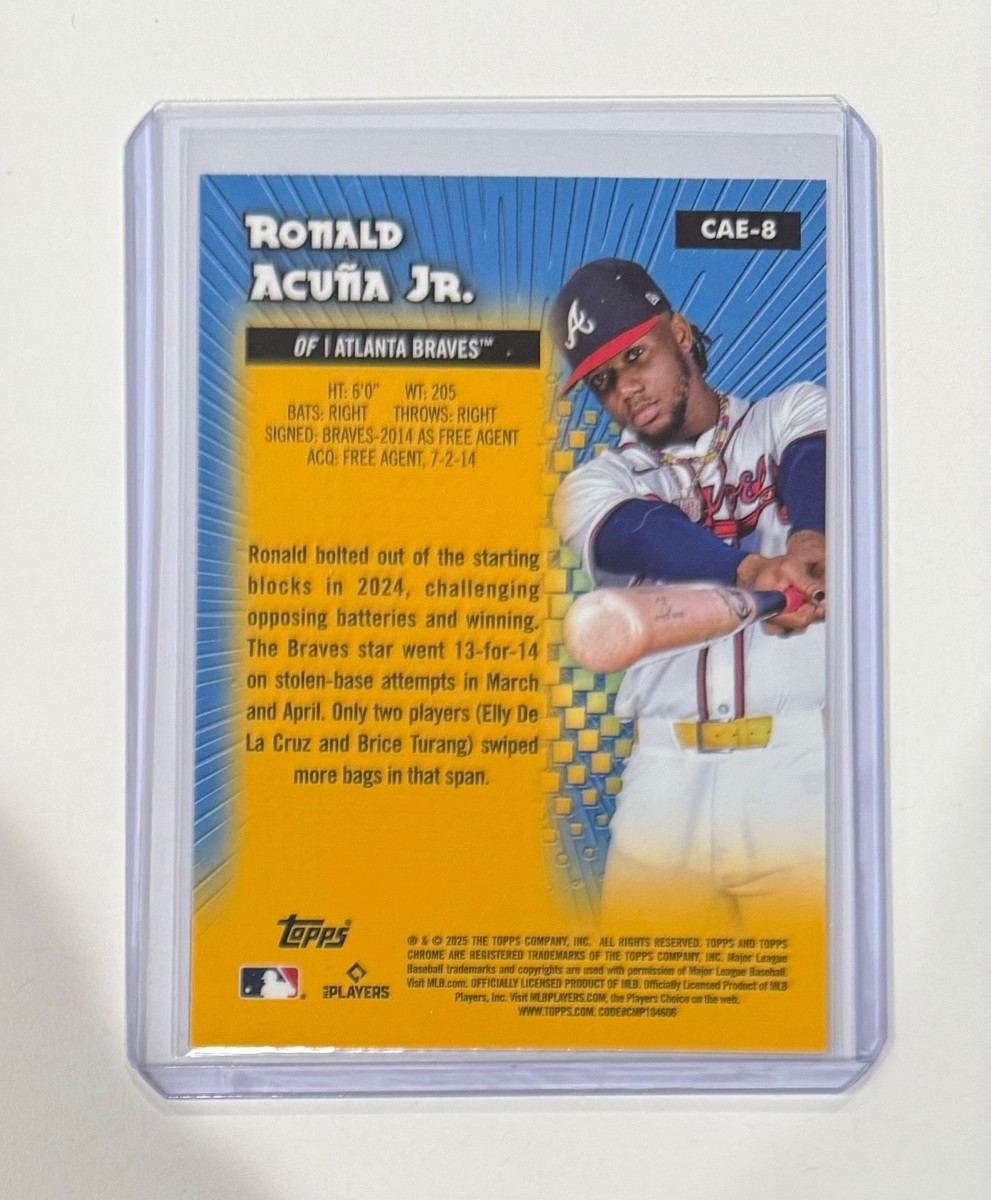 RONALD
ACUÑA JR.
CAE-8
OF | ATLANTA BRAVES™
HT: 6'0" WT: 205
BATS: RIGHT THROWS: RIGHT
SIGNED: BRAVES-2014 AS FREE AGENT
ACQ: FREE AGENT, 7-2-14
Ronald bolted out of the starting
blocks in 2024, challenging
opposing batteries and winning.
The Braves star went 13-for-14
on stolen-base attempts in March
and April. Only two players (Elly De
La Cruz and Brice Turang) swiped
more bags in that span.
A
Topps®
MLB PLAYERS
® & © 2025 THE TOPPS COMPANY, INC. ALL RIGHTS RESERVED. TOPPS AND TOPPS
CHROME ARE REGISTERED TRADEMARKS OF THE TOPPS COMPANY, INC. Major League
Baseball trademarks and copyrights are used with permission of Major League Baseball.
Visit MLB.com. OFFICIALLY LICENSED PRODUCT OF MLB. Officially Licensed Product of MLB
Players, Inc. Visit MLBPLAYERS.COM, the Players Choice on the web.
WWW.TOPPS.COM. CODE#CMP104606